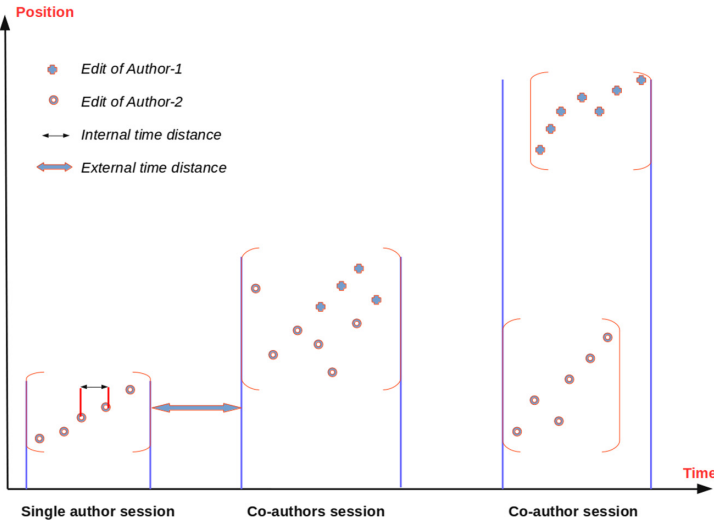 Position
Edit of Author-1
Edit of Author-2
Internal time distance
External time distance
Time
Single author session
Co-authors session
Co-author session